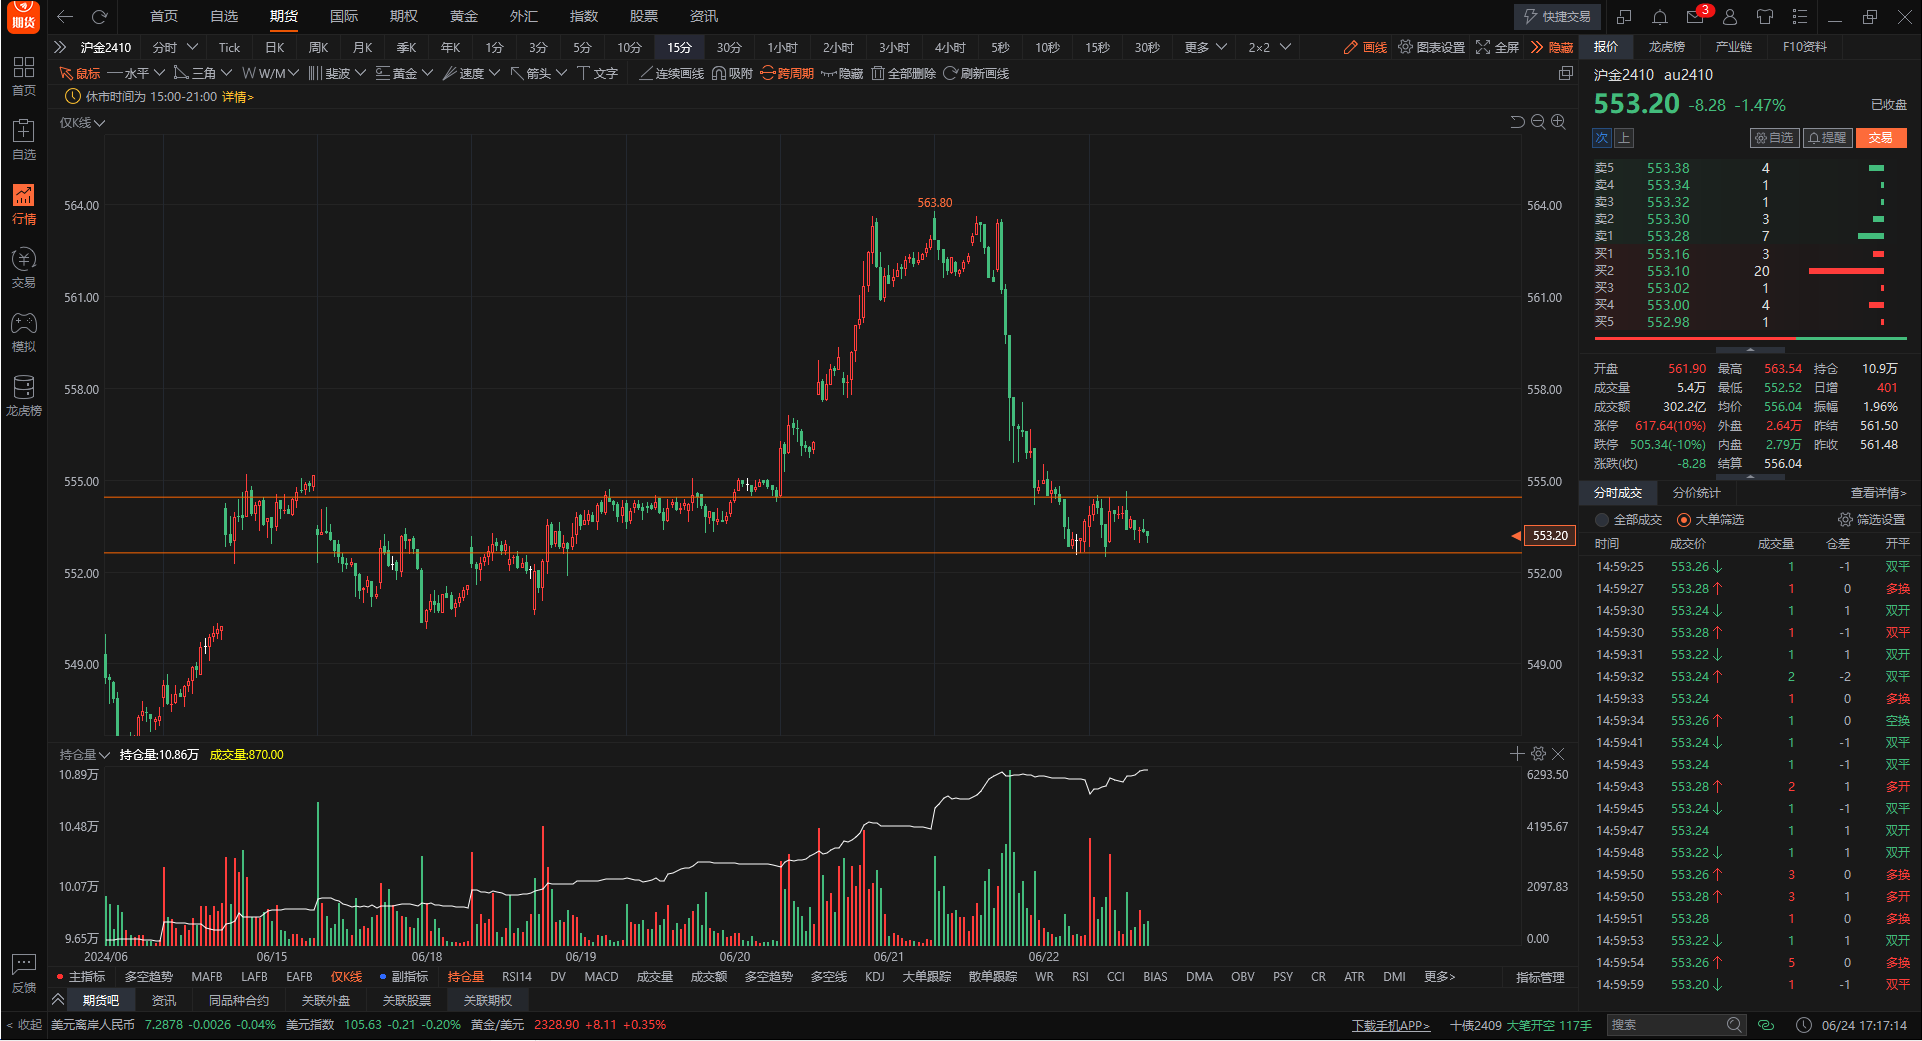 期货 首页 自选 期货 国际 期权 黄金 外汇 指数 股票 资讯 快捷交易 3
沪金2410 分时 Tick 日K 周K 月K 季K 年K 1分 3分 5分 10分 15分 30分 1小时 2小时 3小时 4小时 5秒 10秒 15秒 30秒 更多 2×2 画线 图表设置 全屏 隐藏
鼠标 水平 三角 W/M 斐波 黄金 速度 箭头 文字 连续画线 吸附 跨周期 隐藏 全部删除 刷新画线
休市时间为 15:00-21:00 详情>
仅K线
首页
自选
行情
交易
模拟
龙虎榜
反馈
< 收起
563.80
564.00 564.00
561.00 561.00
558.00 558.00
555.00 555.00
553.20
552.00 552.00
549.00 549.00
持仓量 持仓量:10.86万 成交量:870.00
10.89万 6293.50
10.48万 4195.67
10.07万 2097.83
9.65万 0.00
2024/06 06/15 06/18 06/19 06/20 06/21 06/22
主指标 多空趋势 MAFB LAFB EAFB 仅K线 副指标 持仓量 RSI14 DV MACD 成交量 成交额 多空趋势 多空线 KDJ 大单跟踪 散单跟踪 WR RSI CCI BIAS DMA OBV PSY CR ATR DMI 更多> 指标管理
期货吧 资讯 同品种合约 关联外盘 关联股票 关联期权
报价 龙虎榜 产业链 F10资料
沪金2410 au2410
553.20 -8.28 -1.47% 已收盘
次 上 自选 提醒 交易
卖5 553.38 4
卖4 553.34 1
卖3 553.32 1
卖2 553.30 3
卖1 553.28 7
买1 553.16 3
买2 553.10 20
买3 553.02 1
买4 553.00 4
买5 552.98 1
开盘 561.90 最高 563.54 持仓 10.9万
成交量 5.4万 最低 552.52 日增 401
成交额 302.2亿 均价 556.04 振幅 1.96%
涨停 617.64(10%) 外盘 2.64万 昨结 561.50
跌停 505.34(-10%) 内盘 2.79万 昨收 561.48
涨跌(收) -8.28 结算 556.04
分时成交 分价统计 查看详情>
全部成交 大单筛选 筛选设置
时间 成交价 成交量 仓差 开平
14:59:25 553.26↓ 1 -1 双平
14:59:27 553.28↑ 1 0 多换
14:59:30 553.24↓ 1 1 双开
14:59:30 553.28↑ 1 -1 双平
14:59:31 553.22↓ 1 1 双开
14:59:32 553.24↑ 2 -2 双平
14:59:33 553.24 1 0 多换
14:59:34 553.26↑ 1 0 空换
14:59:41 553.24↓ 1 -1 双平
14:59:43 553.24 1 -1 双平
14:59:43 553.28↑ 2 1 多开
14:59:45 553.24↓ 1 -1 双平
14:59:47 553.24 1 1 双开
14:59:48 553.22↓ 1 1 双开
14:59:50 553.26↑ 3 0 多换
14:59:50 553.28↑ 3 1 多开
14:59:51 553.28 1 0 多换
14:59:53 553.22↓ 1 1 双开
14:59:54 553.26↑ 5 0 多换
14:59:59 553.20↓ 1 -1 双平
美元离岸人民币 7.2878 -0.0026 -0.04% 美元指数 105.63 -0.21 -0.20% 黄金/美元 2328.90 +8.11 +0.35% 下载手机APP> 十债2409 大笔开空 117手 搜索 06/24 17:17:14